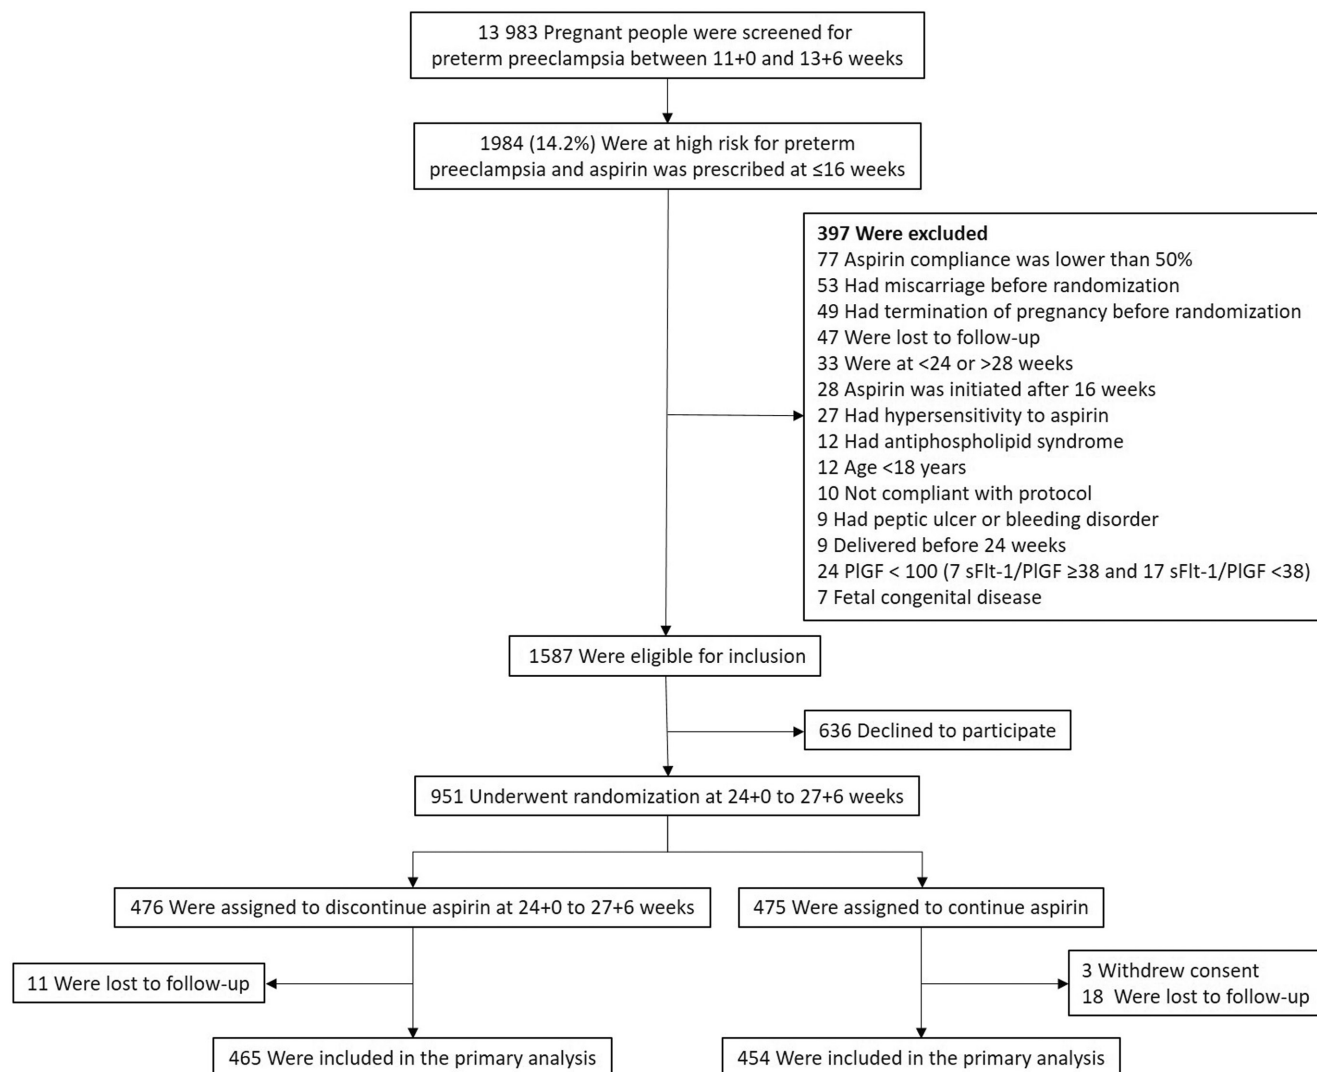 13 983 Pregnant people were screened for
preterm preeclampsia between 11+0 and 13+6 weeks
1984 (14.2%) Were at high risk for preterm
preeclampsia and aspirin was prescribed at ≤16 weeks
397 Were excluded
77 Aspirin compliance was lower than 50%
53 Had miscarriage before randomization
49 Had termination of pregnancy before randomization
47 Were lost to follow-up
33 Were at <24 or >28 weeks
28 Aspirin was initiated after 16 weeks
27 Had hypersensitivity to aspirin
12 Had antiphospholipid syndrome
12 Age <18 years
10 Not compliant with protocol
9 Had peptic ulcer or bleeding disorder
9 Delivered before 24 weeks
24 PlGF < 100 (7 sFlt-1/PlGF ≥38 and 17 sFlt-1/PlGF <38)
7 Fetal congenital disease
1587 Were eligible for inclusion
636 Declined to participate
951 Underwent randomization at 24+0 to 27+6 weeks
476 Were assigned to discontinue aspirin at 24+0 to 27+6 weeks
475 Were assigned to continue aspirin
11 Were lost to follow-up
3 Withdrew consent
18 Were lost to follow-up
465 Were included in the primary analysis
454 Were included in the primary analysis